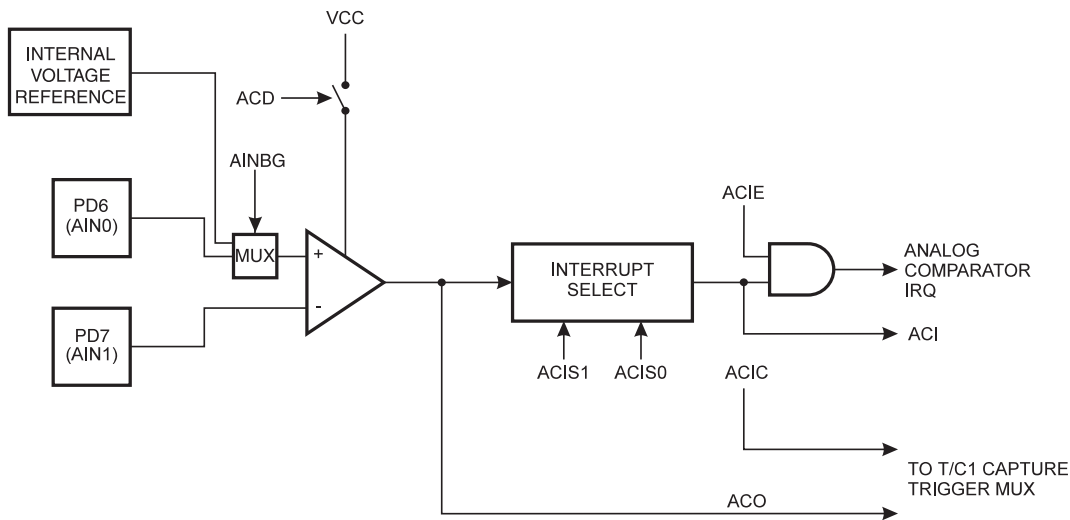 VCC
INTERNAL
VOLTAGE
REFERENCE
ACD
AINBG
PD6
(AIN0)
MUX
+
-
PD7
(AIN1)
INTERRUPT
SELECT
ACIS1
ACIS0
ACIE
ANALOG
COMPARATOR
IRQ
ACI
ACIC
TO T/C1 CAPTURE
TRIGGER MUX
ACO